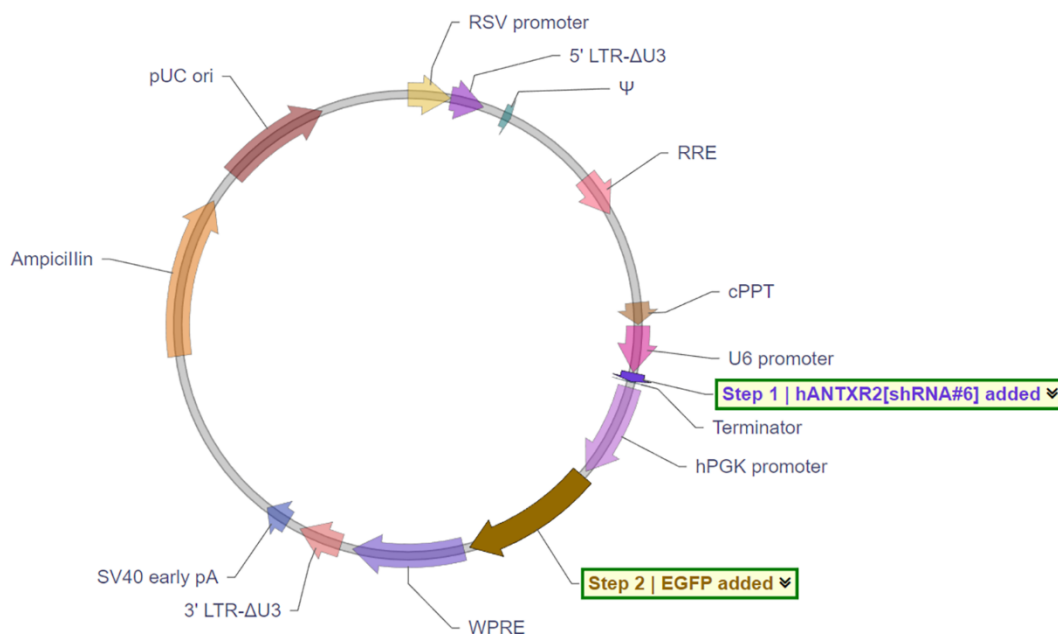 RSV promoter
5' LTR-ΔU3
pUC ori
Ψ
RRE
Ampicillin
cPPT
U6 promoter
Step 1 | hANTXR2[shRNA#6] added
Terminator
hPGK promoter
SV40 early pA
Step 2 | EGFP added
3' LTR-ΔU3
WPRE